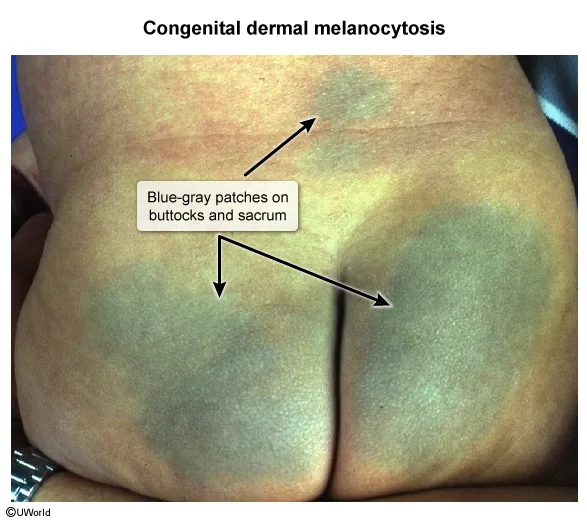 Congenital dermal melanocytosis
Blue-gray patches on
buttocks and sacrum
©UWorld